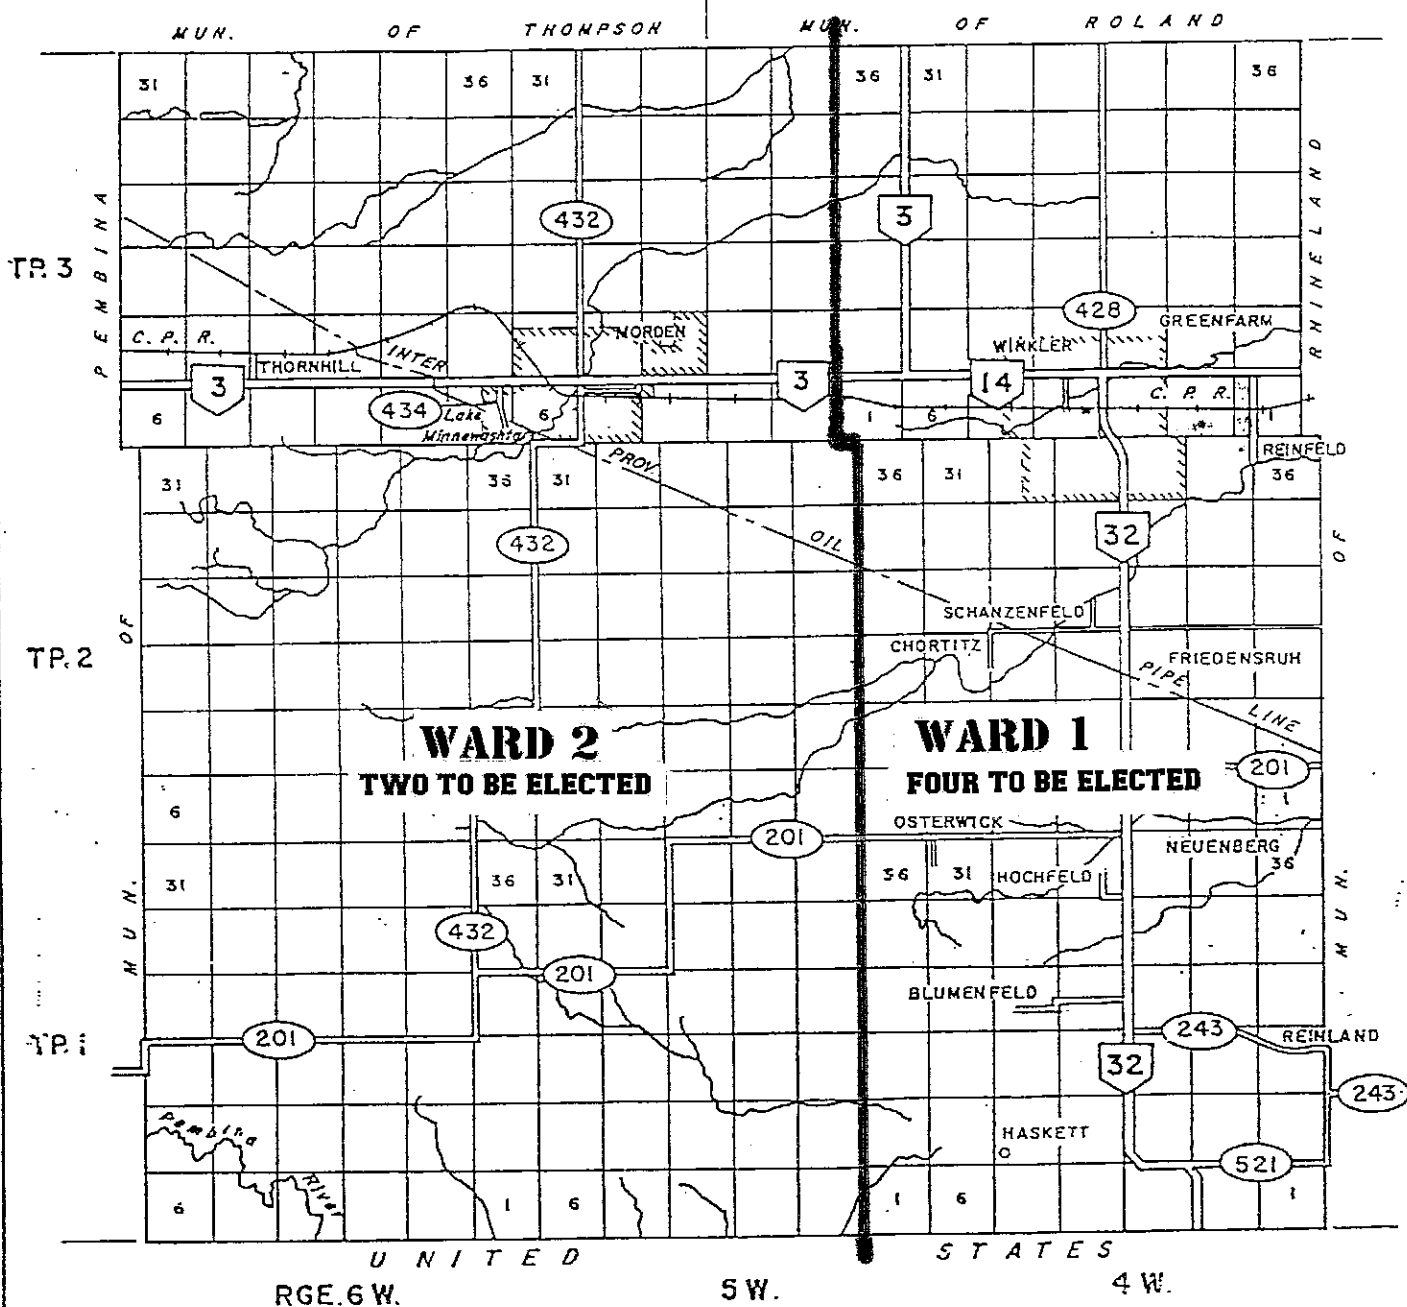 MUN. OF THOMPSON MUN. OF ROLAND
31 36 31 36 31 36
PEMBINA
RHINELAND
432 3
TP. 3
428
GREENFARM
C. P. R. MORDEN WINKLER
INTER
THORNHILL
3 3 14
434 Lake C. P. R.
6 6 1 6 1
Minnewashta
PROV. REINFELD
31 36 31 36 31 36
432 OIL 32
OF
OF
SCHANZENFELD
CHORTITZ
TP. 2
FRIEDENSRUH
PIPE
LINE
WARD 2 WARD 1
TWO TO BE ELECTED FOUR TO BE ELECTED
201
6 1
201 OSTERWICK
NEUENBERG
31 36 31 36 31 HOCHFELD 36
MUN.
MUN.
432
201
BLUMENFELD
TP. 1
201 243 REINLAND
32
243
Pembina
River
HASKETT
521
6 1 6 1 6 1
UNITED STATES
RGE. 6 W. 5 W. 4 W.